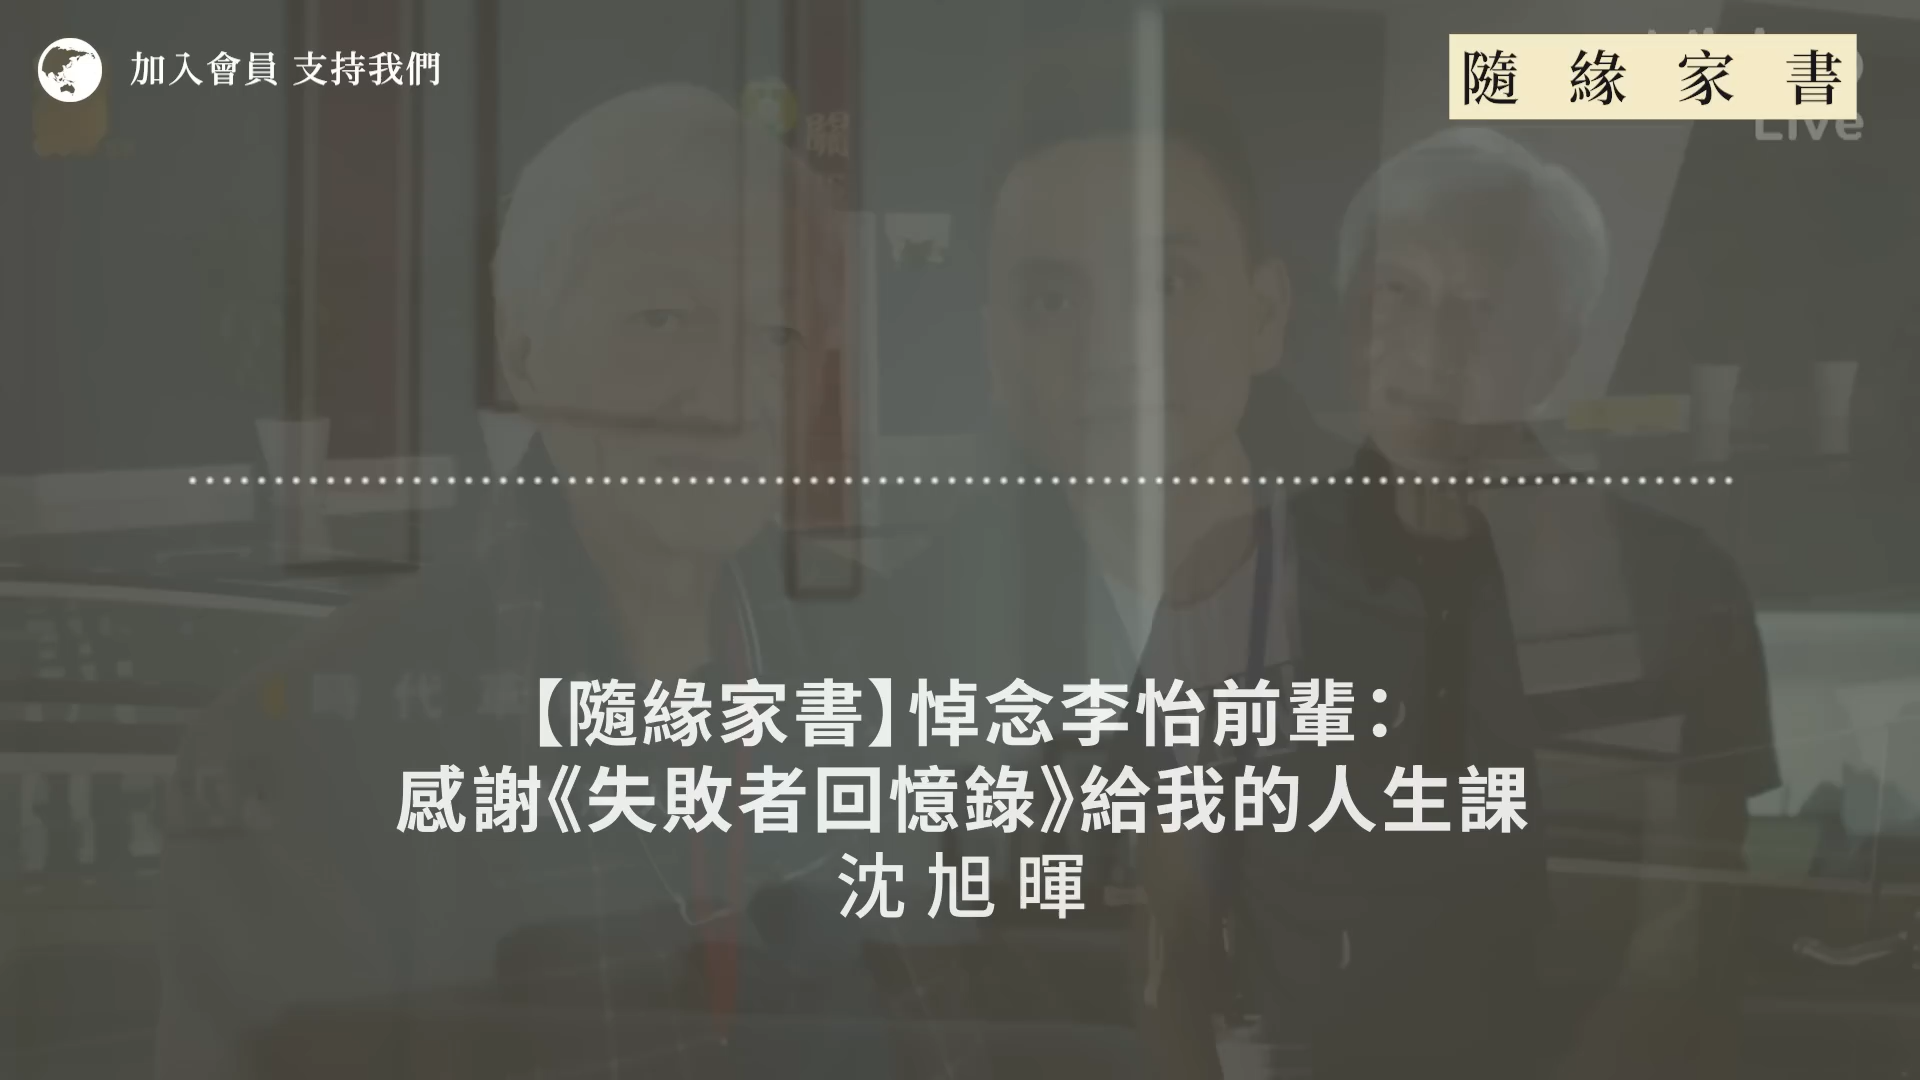 加入會員 支持我們
隨緣家書
Live
【隨緣家書】悼念李怡前輩：
感謝《失敗者回憶錄》給我的人生課
沈旭暉